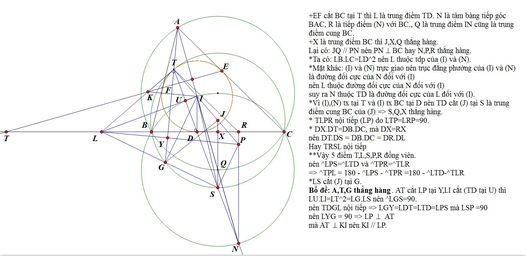 +EF cắt BC tại T thì L là trung điểm TD. N là tâm bàng tiếp góc
BAC, R là tiếp điểm (N) với BC., Q là trung điểm IN cũng là trung
điểm cung BC.
+X là trung điểm BC thì J,X,Q thẳng hàng.
Lại có: JQ // PN nên PN ⊥ BC hay N,P,R thẳng hàng.
*Ta có: LB.LC=LD^2 nên L thuộc tđp của (I) và (N).
*Mặt khác: (I) và (N) trực giao nên trục đẳng phương của (I) và (N)
là đường đối cực của N đối với (I)
nên L thuộc đường đối cực của N đối với (I)
suy ra N thuộc TD là đường đối cực của L đối với (I).
*Vì (I),(N) tx tại T và (I) tx BC tại D nên TD cắt (J) tại S là trung
điểm cung BC của (J) => S,Q,X thẳng hàng.
* TLPR nội tiếp (LP) do LTP=LRP=90.
* DX.DT=DB.DC, mà DX=RX
nên DT.DS = DB.DC = DR.DL
Hay TRSL nội tiếp
**Vậy 5 điểm T,L,S,P,R đồng viên.
nên ^LPS=^LTD và ^TPR=^TLR
=> ^TPL = 180 - ^LPS - ^TPR =180 - ^LTD-^TLR
*LS cắt (J) tại G.
Bổ đề: A,T,G thẳng hàng. AT cắt LP tại Y,LI cắt (TD tại U) thì
LU.LI=LT^2=LG.LS nên ^LGS=90.
nên TDGL nội tiếp => LGY=LDT=LTD=LPS mà LSP =90
nên LYG = 90 => LP ⊥ AT
mà AT ⊥ KI nên KI // LP.
A
T
E
K
F
U
I
J
T
L
B
D
X
R
C
Y
P
G
Q
S
N